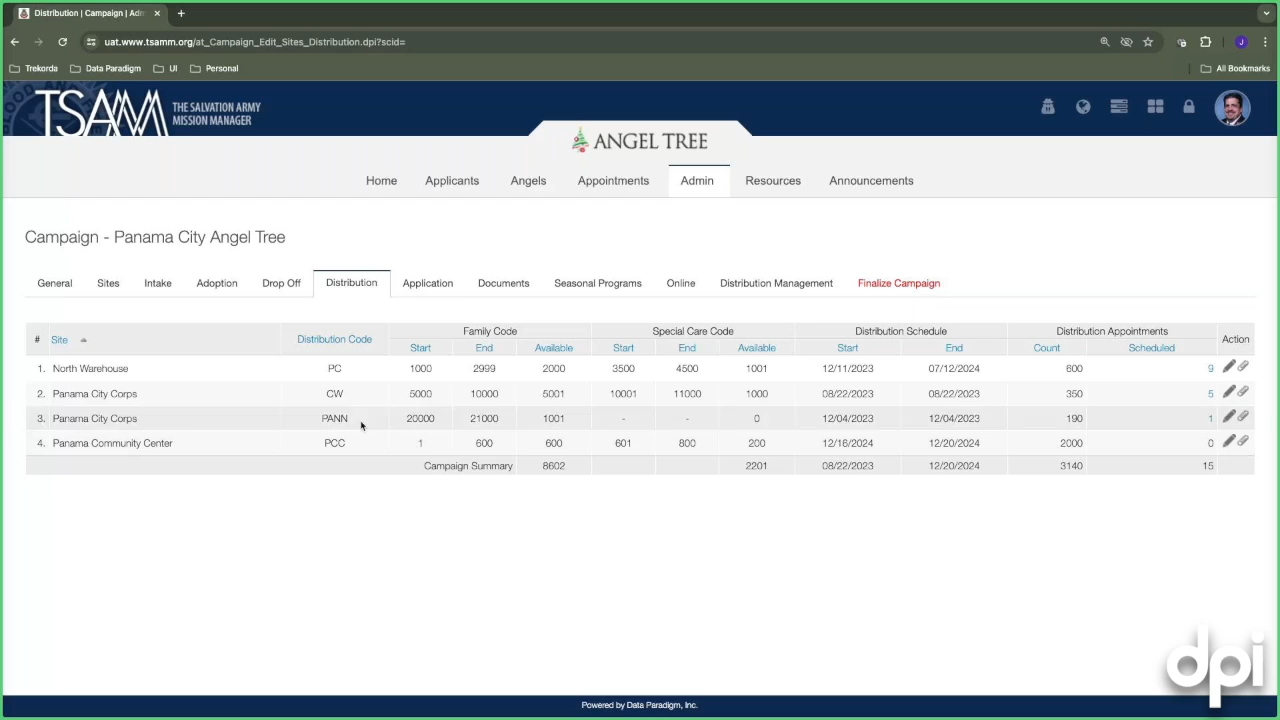 Distribution | Campaign | Adm
uat.www.tsamm.org/at_Campaign_Edit_Sites_Distribution.dpi?scid=
J
Trekorda Data Paradigm UI Personal All Bookmarks
TSAMM THE SALVATION ARMY MISSION MANAGER
ANGEL TREE
Home Applicants Angels Appointments Admin Resources Announcements
Campaign - Panama City Angel Tree
General Sites Intake Adoption Drop Off Distribution Application Documents Seasonal Programs Online Distribution Management Finalize Campaign
# Site Distribution Code Family Code Special Care Code Distribution Schedule Distribution Appointments Action
Start End Available Start End Available Start End Count Scheduled
1. North Warehouse PC 1000 2999 2000 3500 4500 1001 12/11/2023 07/12/2024 600 9
2. Panama City Corps CW 5000 10000 5001 10001 11000 1000 08/22/2023 08/22/2023 350 5
3. Panama City Corps PANN 20000 21000 1001 - - 0 12/04/2023 12/04/2023 190 1
4. Panama Community Center PCC 1 600 600 601 800 200 12/16/2024 12/20/2024 2000 0
Campaign Summary 8602 2201 08/22/2023 12/20/2024 3140 15
dpi
Powered by Data Paradigm, Inc.